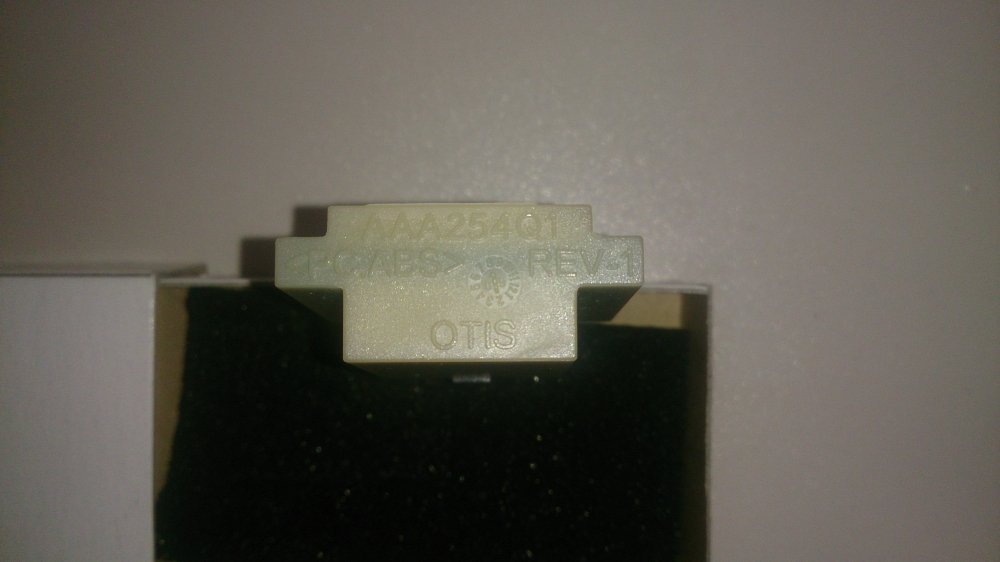 AAA254Q1
PC/ABS> REV-1
OTIS